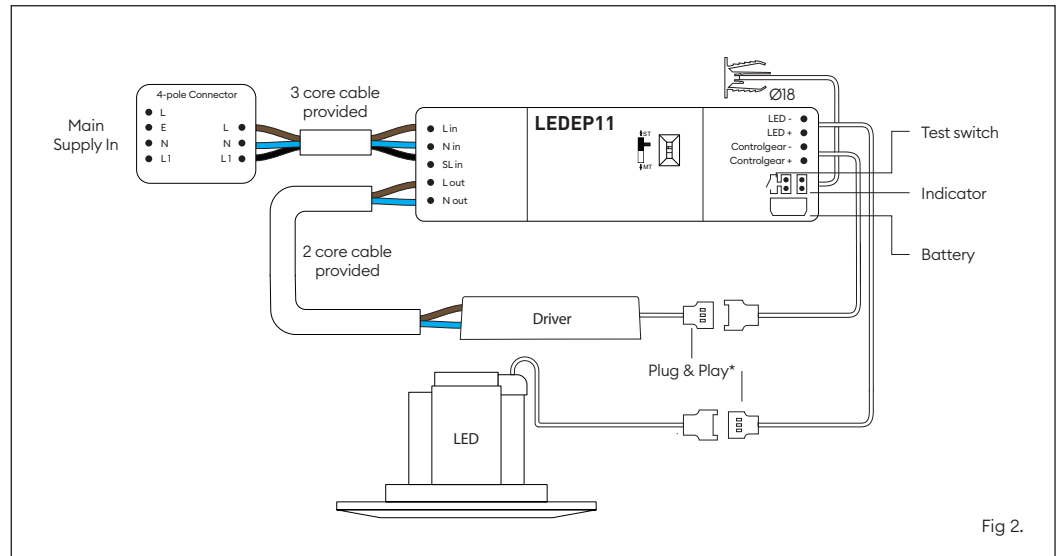 4-pole Connector
L
E
N
L1
L
N
L1
Main
Supply In
3 core cable
provided
L in
N in
SL in
L out
N out
LEDEP11
ST
MT
Ø18
LED -
LED +
Controlgear -
Controlgear +
Test switch
Indicator
Battery
2 core cable
provided
Driver
Plug & Play*
LED
Fig 2.